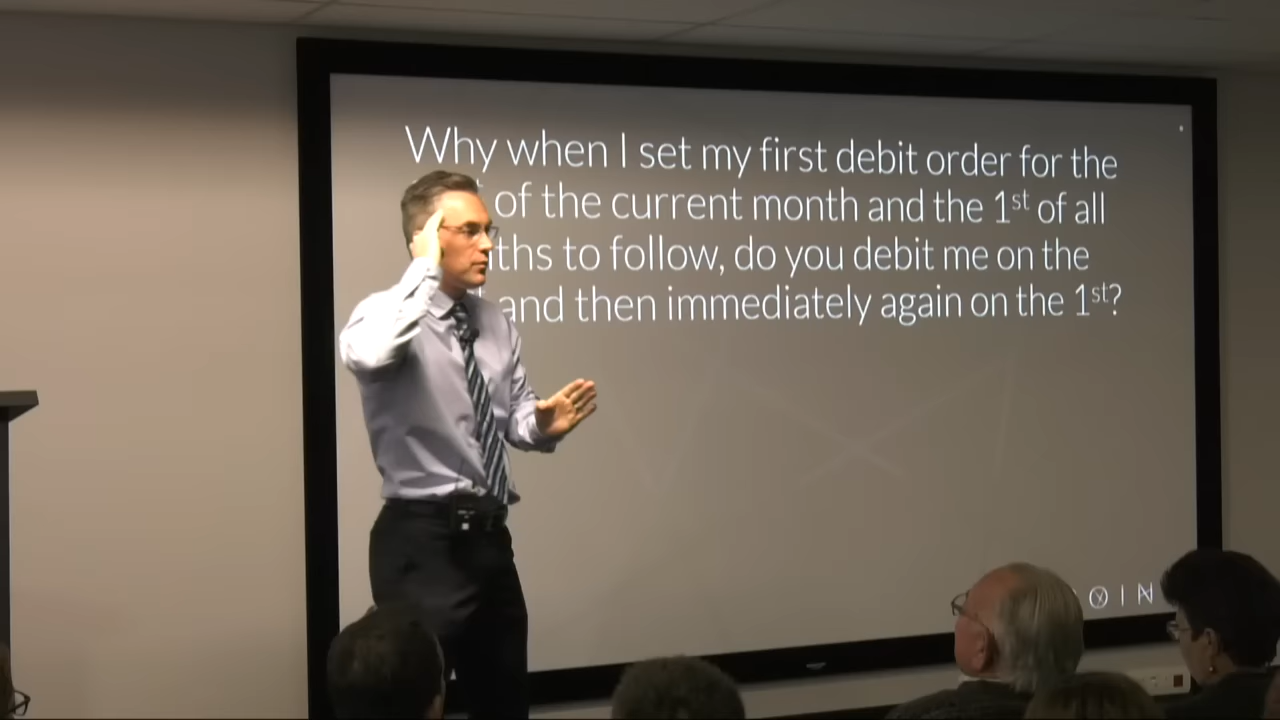 Why when I set my first debit order for the
of the current month and the 1st of all
to follow, do you debit me on the
and then immediately again on the 1st?